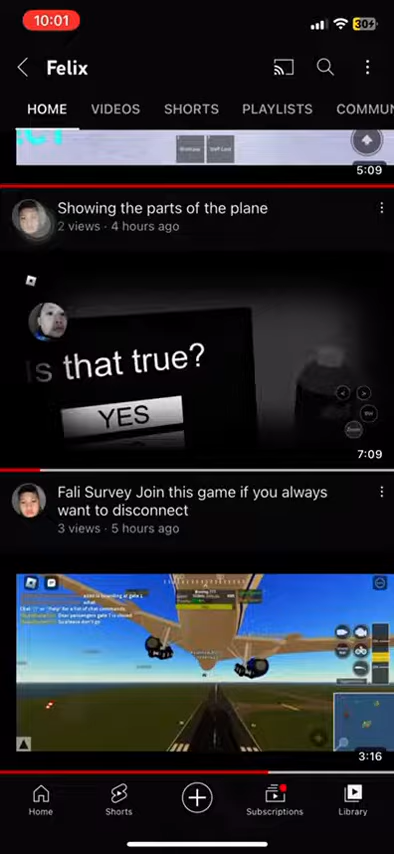 10:01
30
Felix
HOME VIDEOS SHORTS PLAYLISTS COMMUN
5:09
Showing the parts of the plane
2 views · 4 hours ago
Is that true?
YES
7:09
Fali Survey Join this game if you always
want to disconnect
3 views · 5 hours ago
3:16
Home Shorts Subscriptions Library